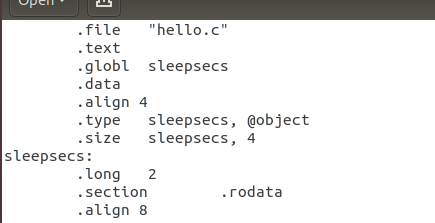 Open
.file "hello.c"
.text
.globl sleepsecs
.data
.align 4
.type sleepsecs, @object
.size sleepsecs, 4
sleepsecs:
.long 2
.section .rodata
.align 8